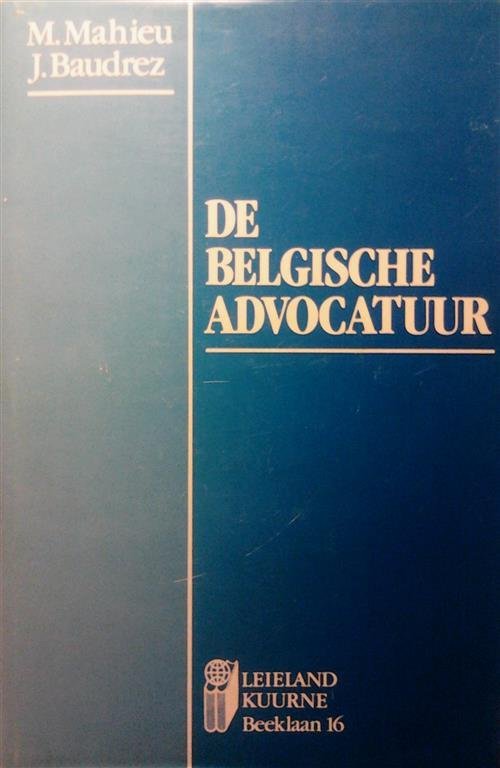 M. Mahieu
J. Baudrez
DE
BELGISCHE
ADVOCATUUR
LEIELAND
KUURNE
Beeklaan 16